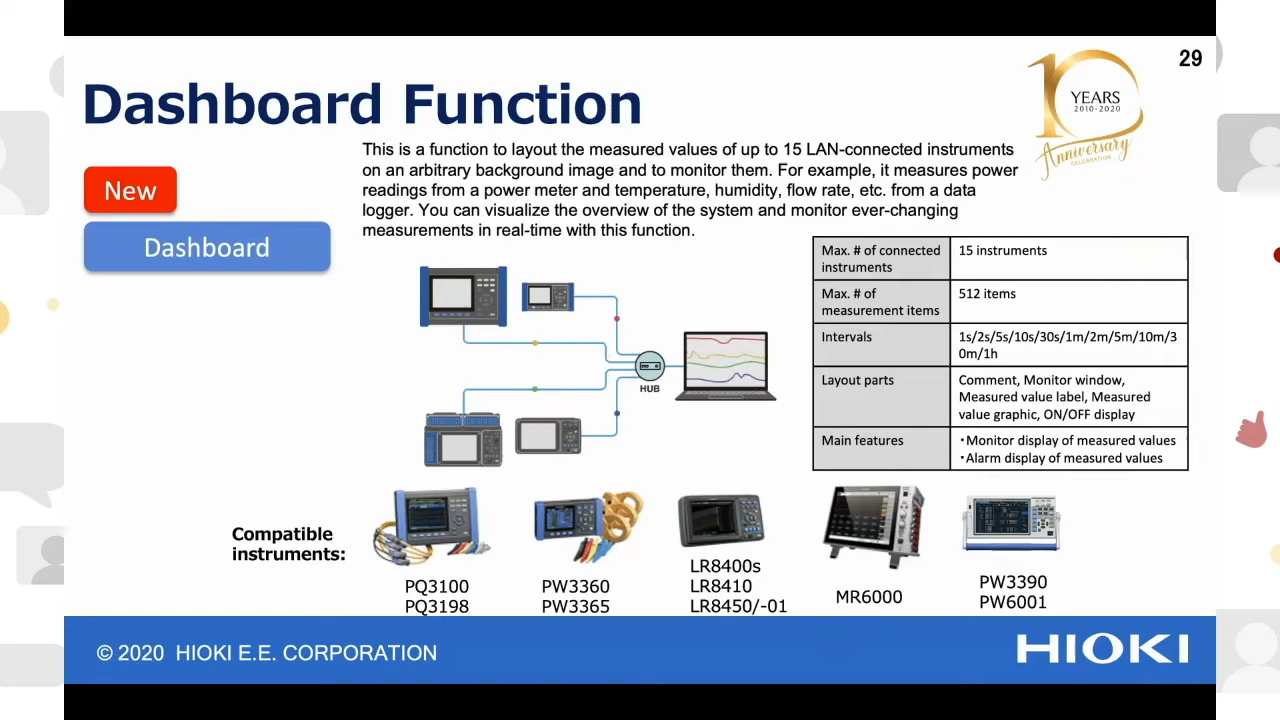 29
Dashboard Function
10
YEARS
2010-2020
Anniversary
CELEBRATION
New
Dashboard
This is a function to layout the measured values of up to 15 LAN-connected instruments
on an arbitrary background image and to monitor them. For example, it measures power
readings from a power meter and temperature, humidity, flow rate, etc. from a data
logger. You can visualize the overview of the system and monitor ever-changing
measurements in real-time with this function.
Max. # of connected
instruments
15 instruments
Max. # of
measurement items
512 items
Intervals
1s/2s/5s/10s/30s/1m/2m/5m/10m/3
0m/1h
Layout parts
Comment, Monitor window,
Measured value label, Measured
value graphic, ON/OFF display
Main features
・Monitor display of measured values
・Alarm display of measured values
HUB
Compatible
instruments:
PQ3100
PQ3198
PW3360
PW3365
LR8400s
LR8410
LR8450/-01
MR6000
PW3390
PW6001
© 2020 HIOKI E.E. CORPORATION
HIOKI